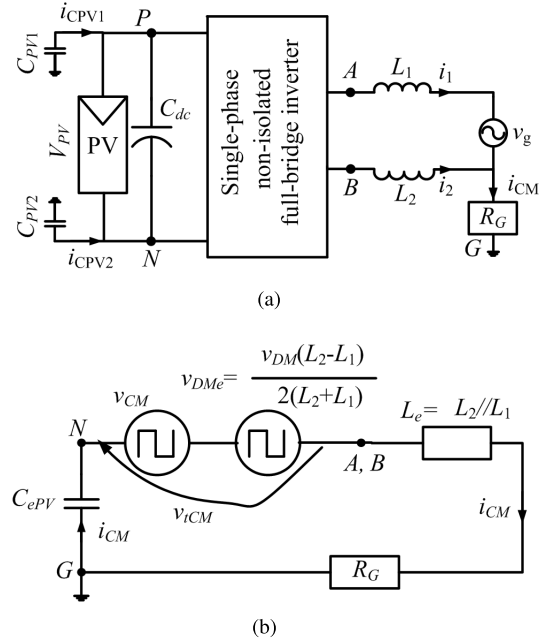 i_CPV1
P
C_PV1
V_PV
PV
C_dc
Single-phase
non-isolated
full-bridge inverter
A
L_1
i_1
v_g
B
L_2
i_2
i_CM
R_G
G
C_PV2
i_CPV2
N
(a)
v_DMe= v_DM(L_2-L_1)
2(L_2+L_1)
v_CM
N
L_e= L_2//L_1
A, B
C_ePV
v_tCM
i_CM
i_CM
G
R_G
(b)